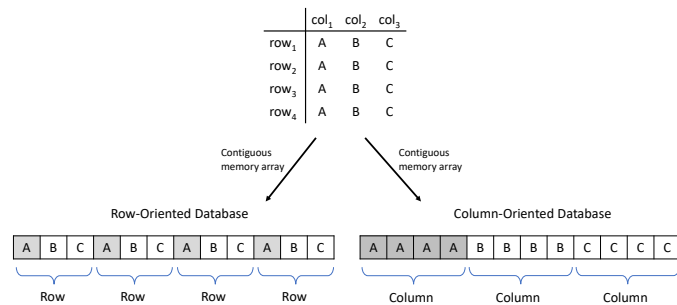 col₁ col₂ col₃
row₁ A B C
row₂ A B C
row₃ A B C
row₄ A B C
Contiguous
memory array
Contiguous
memory array
Row-Oriented Database
A B C A B C A B C A B C
Row Row Row Row
Column-Oriented Database
A A A A B B B B C C C C
Column Column Column